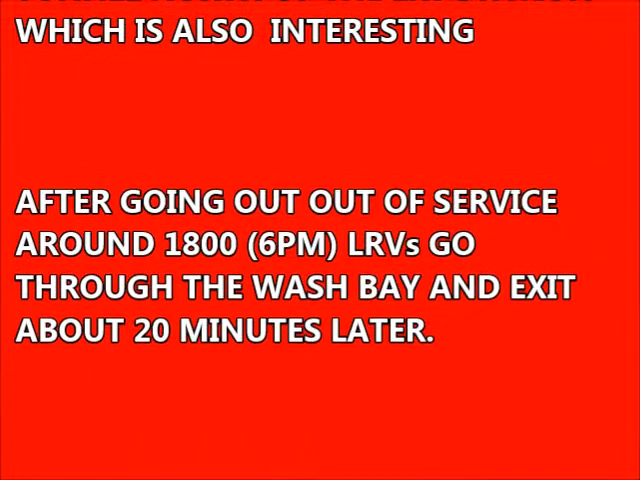 WHICH IS ALSO  INTERESTING
AFTER GOING OUT OUT OF SERVICE
AROUND 1800 (6PM) LRVs GO
THROUGH THE WASH BAY AND EXIT
ABOUT 20 MINUTES LATER.